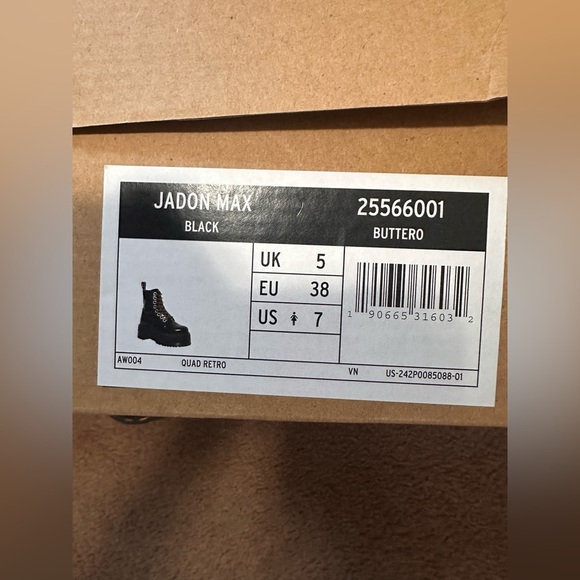 JADON MAX
BLACK
25566001
BUTTERO
UK 5
EU 38
US 7
1 90665 31603 2
AW004 QUAD RETRO VN US-242P0085088-01